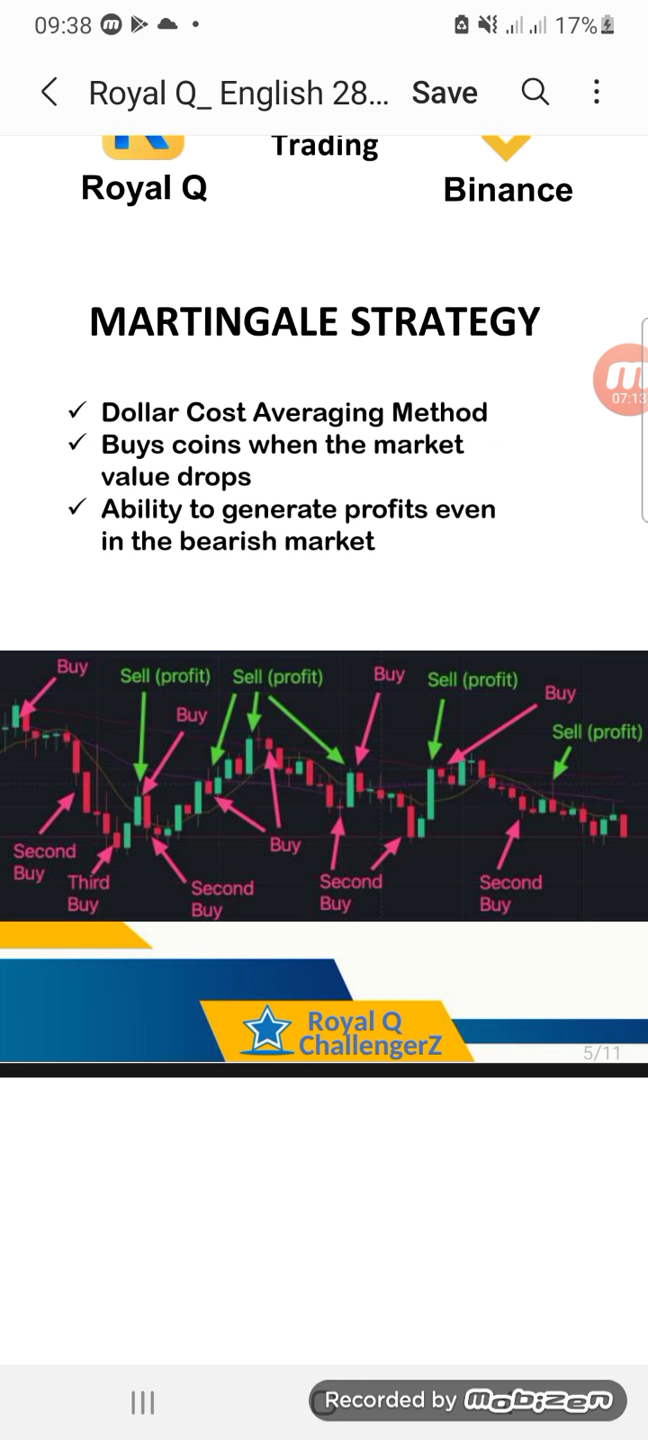 09:38
17%
Royal Q_ English 28... Save
Trading
Royal Q Binance
MARTINGALE STRATEGY
✓ Dollar Cost Averaging Method
✓ Buys coins when the market
value drops
✓ Ability to generate profits even
in the bearish market
07:13
Buy
Sell (profit)
Buy
Sell (profit)
Buy
Sell (profit)
Buy
Sell (profit)
Second
Buy
Third
Buy
Second
Buy
Buy
Second
Buy
Second
Buy
Royal Q
ChallengerZ
5/11
Recorded by mobizen